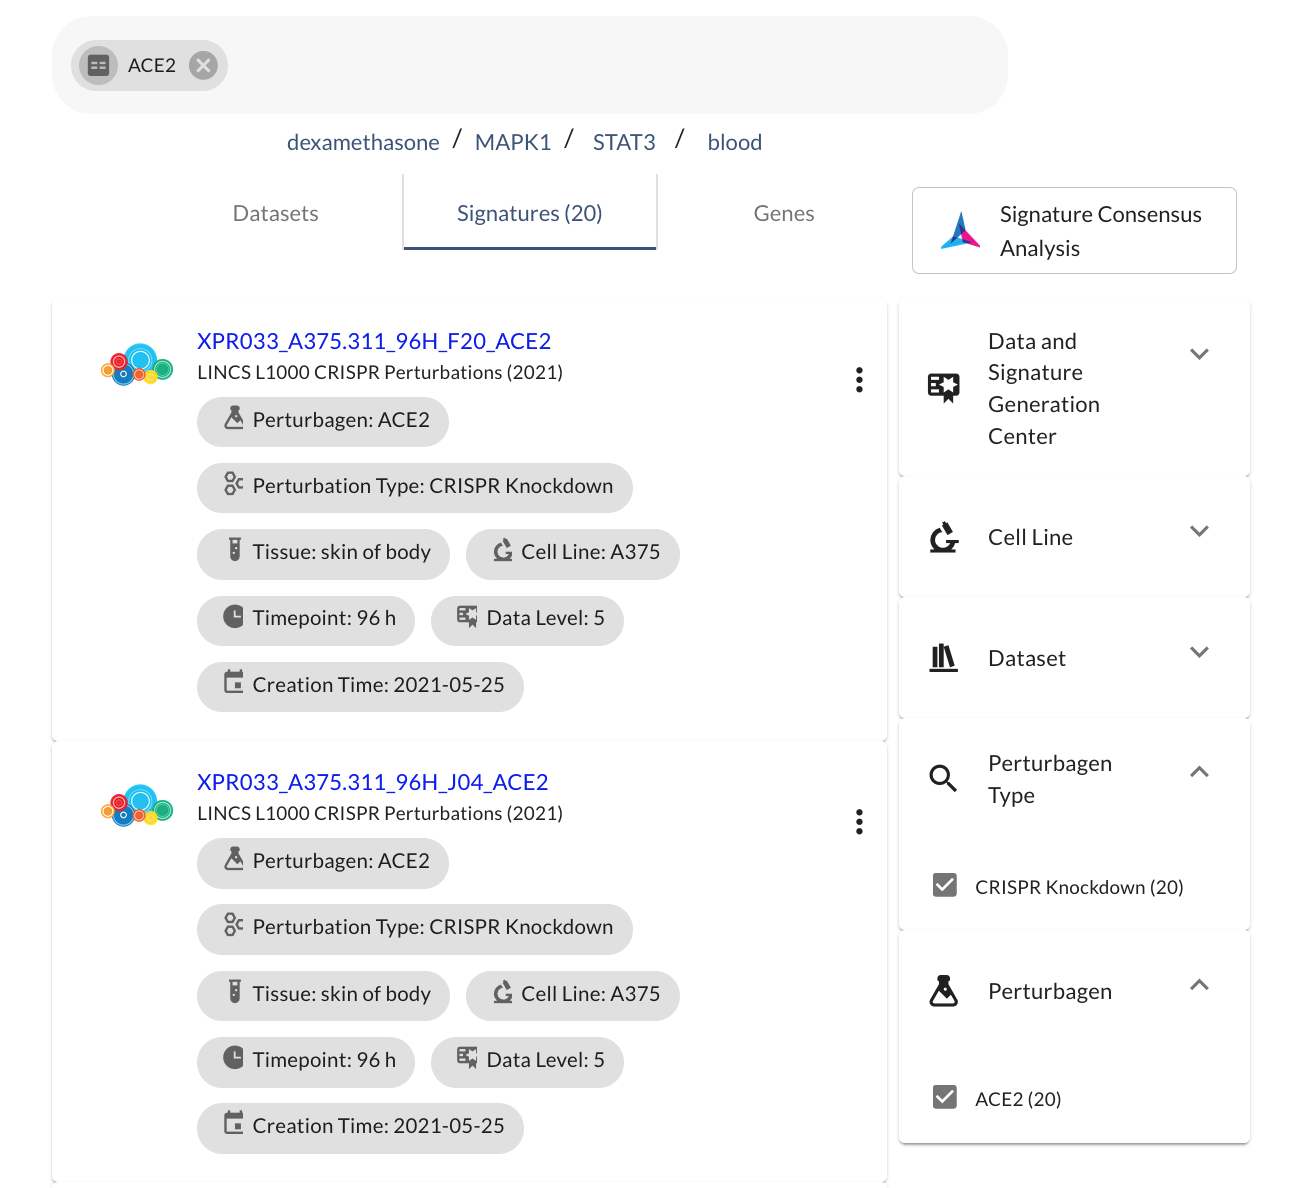 ACE2
dexamethasone / MAPK1 / STAT3 / blood
Datasets
Signatures (20)
Genes
Signature Consensus
Analysis
XPR033_A375.311_96H_F20_ACE2
LINCS L1000 CRISPR Perturbations (2021)
Perturbagen: ACE2
Perturbation Type: CRISPR Knockdown
Tissue: skin of body
Cell Line: A375
Timepoint: 96 h
Data Level: 5
Creation Time: 2021-05-25
XPR033_A375.311_96H_J04_ACE2
LINCS L1000 CRISPR Perturbations (2021)
Perturbagen: ACE2
Perturbation Type: CRISPR Knockdown
Tissue: skin of body
Cell Line: A375
Timepoint: 96 h
Data Level: 5
Creation Time: 2021-05-25
Data and
Signature
Generation
Center
Cell Line
Dataset
Perturbagen
Type
CRISPR Knockdown (20)
Perturbagen
ACE2 (20)